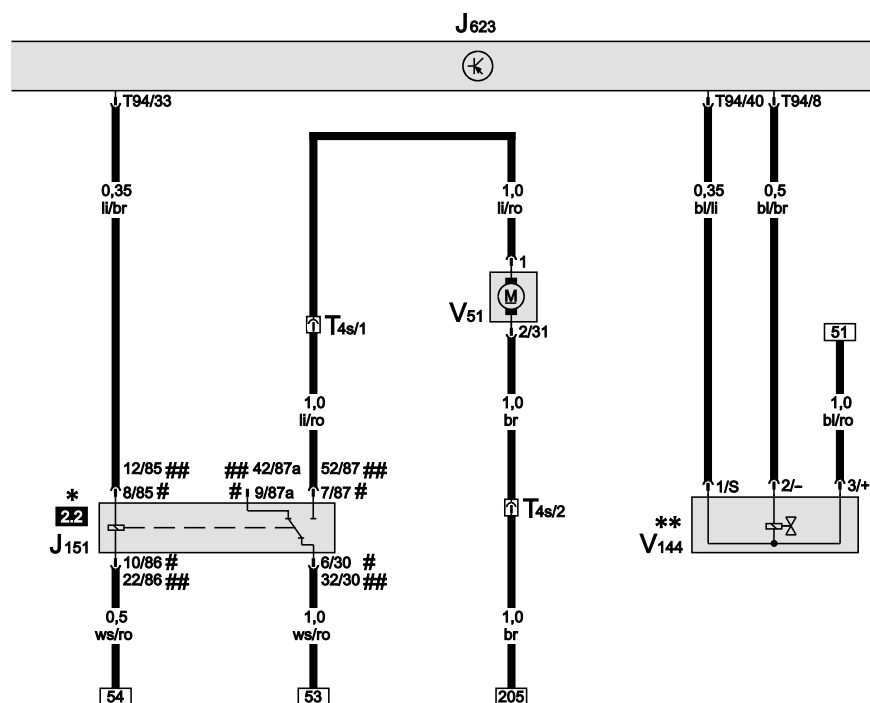 J623
T94/33
T94/40
T94/8
0,35
li/br
1,0
li/ro
0,35
bl/li
0,5
bl/br
1
M
V51
2/31
T4s/1
51
1,0
li/ro
1,0
br
1,0
bl/ro
12/85 ##
## 42/87a
52/87 ##
8/85 #
# 9/87a
7/87 #
1/S
2/–
3/+
*
2.2
J151
T4s/2
**
V144
10/86 #
22/86 ##
6/30 #
32/30 ##
0,5
ws/ro
1,0
ws/ro
1,0
br
54
53
205